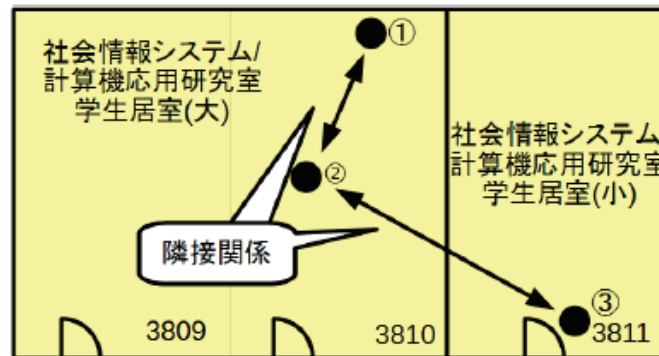 社会情報システム/
計算機応用研究室
学生居室(大)
①
②
隣接関係
3809
3810
社会情報システム
計算機応用研究室
学生居室(小)
③
3811